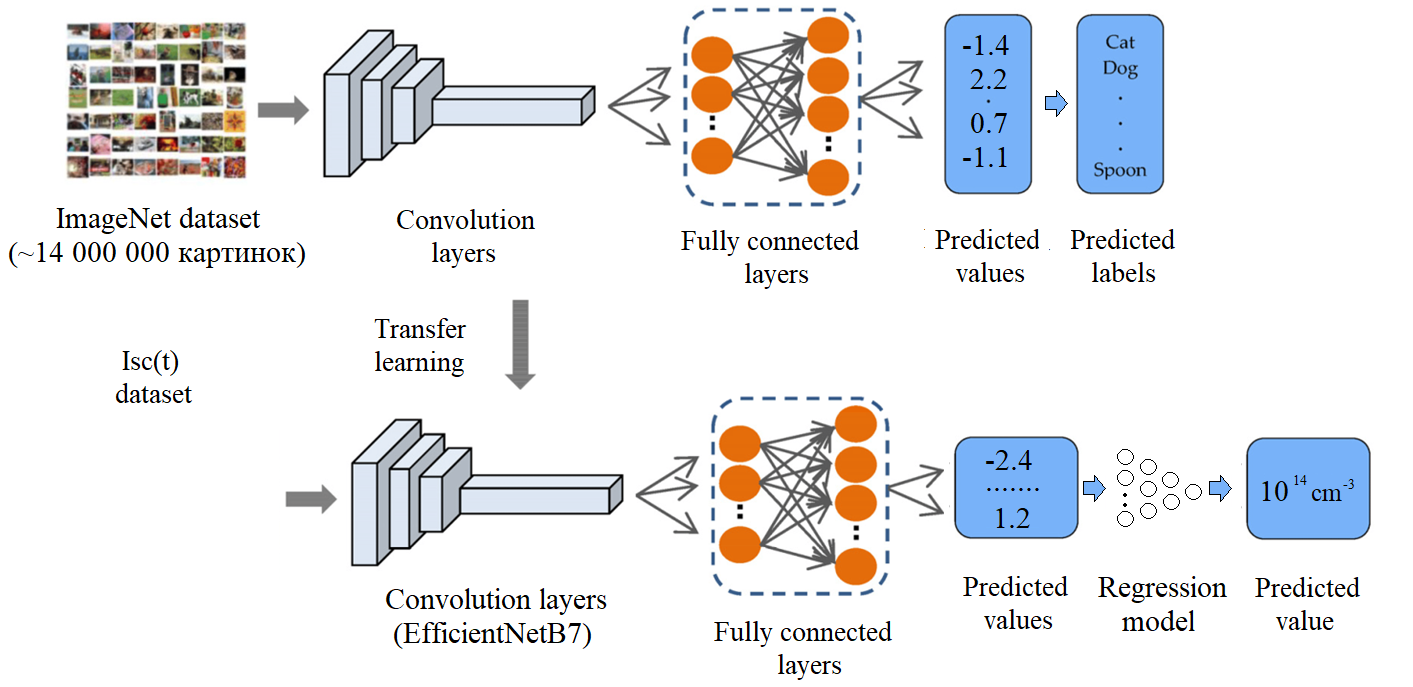 ImageNet dataset
(~14 000 000 картинок)
Convolution
layers
Fully connected
layers
-1.4
2.2
.
0.7
-1.1
Predicted
values
Cat
Dog
.
.
.
Spoon
Predicted
labels
Transfer
learning
Isc(t)
dataset
Convolution layers
(EfficientNetB7)
Fully connected
layers
-2.4
.......
1.2
Predicted
values
Regression
model
10¹⁴ cm⁻³
Predicted
value